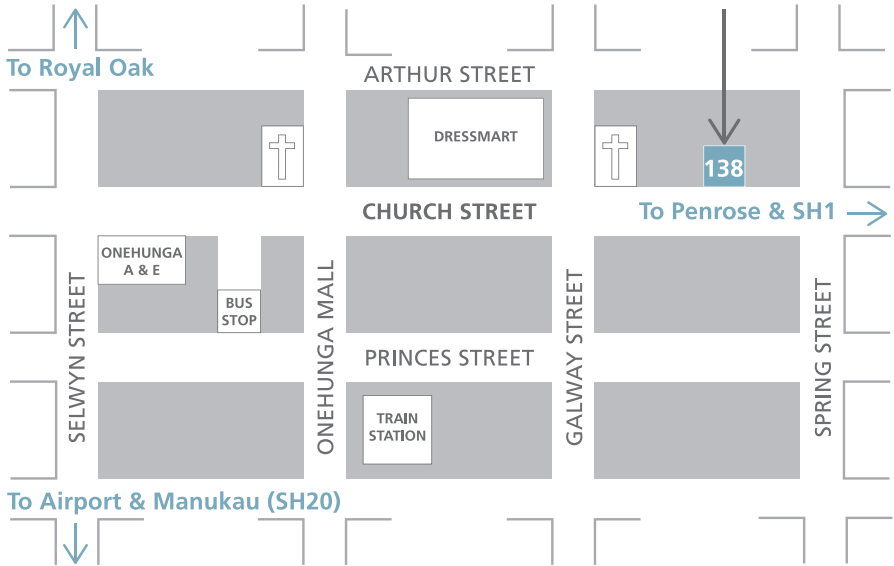 To Royal Oak
ARTHUR STREET
DRESSMART
138
CHURCH STREET
To Penrose & SH1
ONEHUNGA
A & E
BUS
STOP
SELWYN STREET
ONEHUNGA MALL
PRINCES STREET
GALWAY STREET
SPRING STREET
TRAIN
STATION
To Airport & Manukau (SH20)